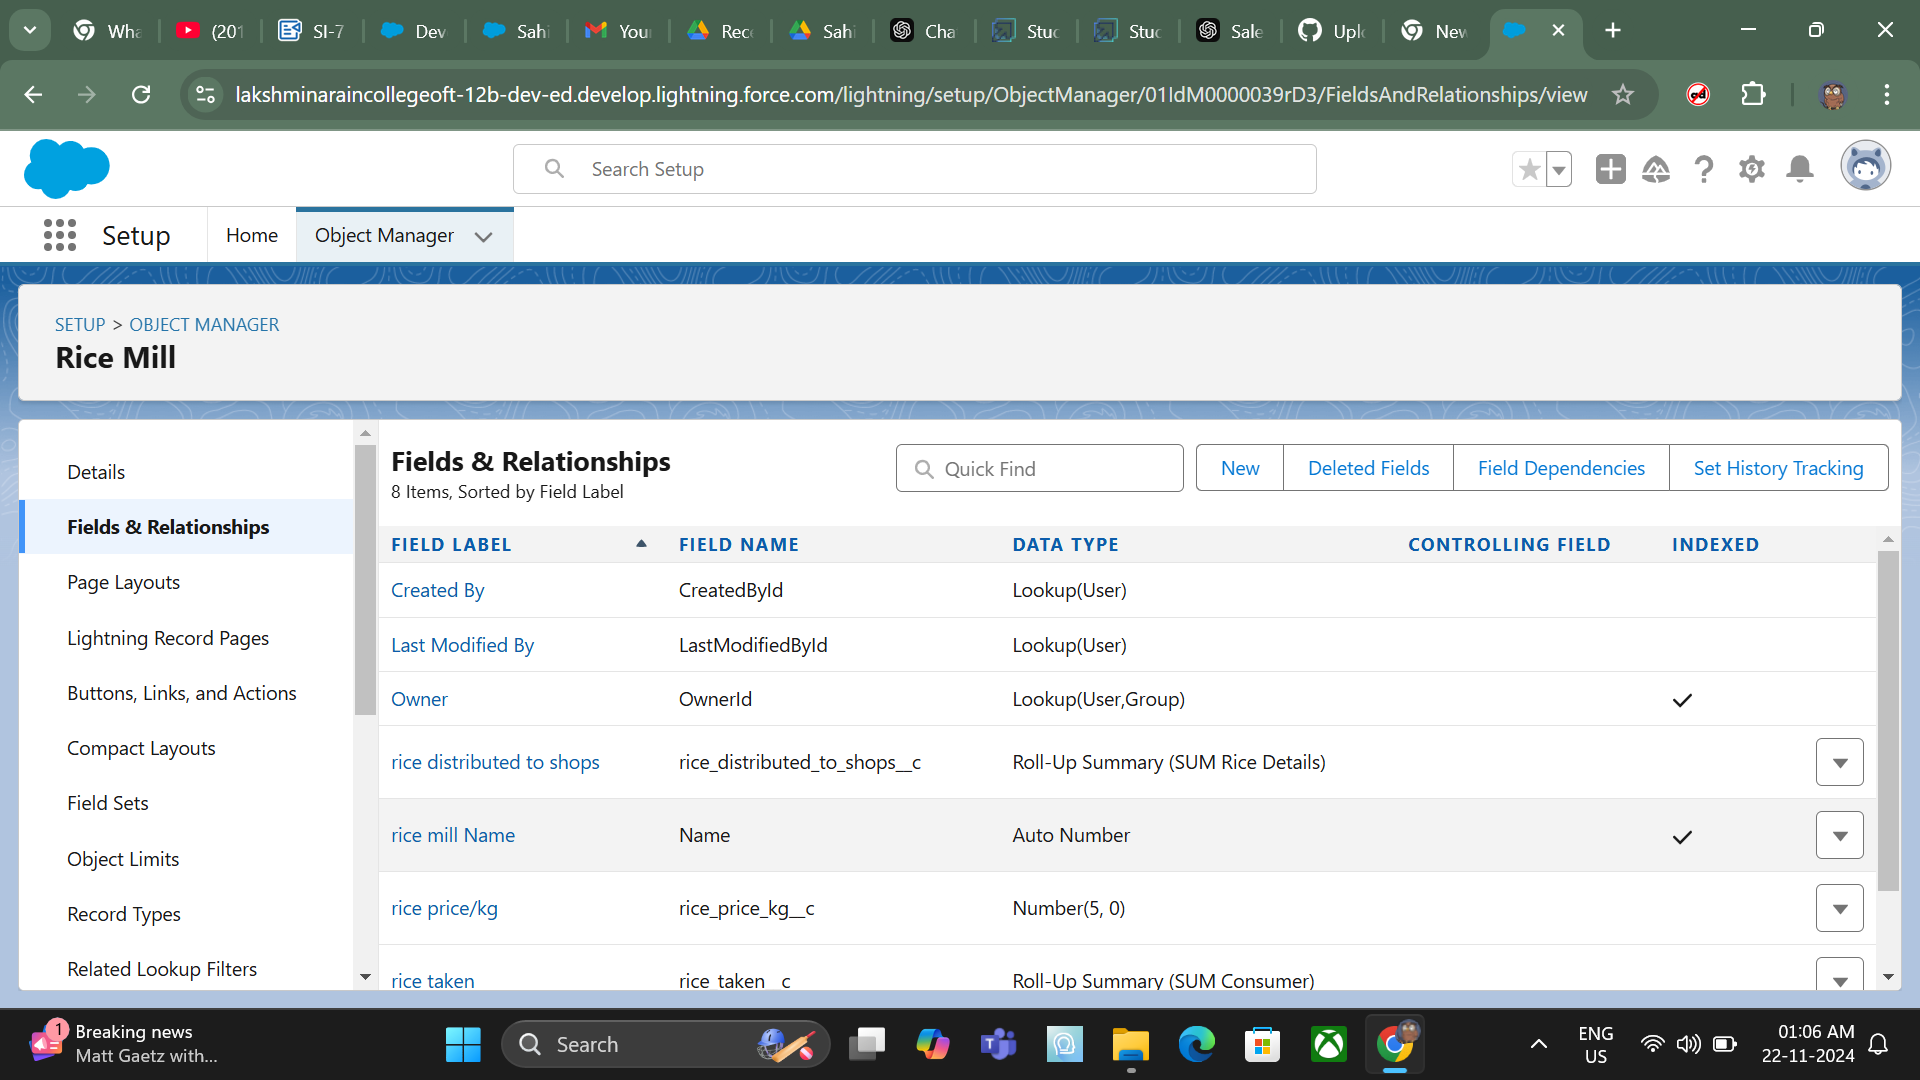 Wha
(201
SI-7
Dev
Sahi
You
Rec
Sahi
Cha
Stuc
Stuc
Sale
Uplo
New
lakshminaraincollegeoft-12b-dev-ed.develop.lightning.force.com/lightning/setup/ObjectManager/01IdM0000039rD3/FieldsAndRelationships/view
Search Setup
Setup
Home
Object Manager
SETUP > OBJECT MANAGER
Rice Mill
Details
Fields & Relationships
Page Layouts
Lightning Record Pages
Buttons, Links, and Actions
Compact Layouts
Field Sets
Object Limits
Record Types
Related Lookup Filters
Fields & Relationships
8 Items, Sorted by Field Label
Quick Find
New
Deleted Fields
Field Dependencies
Set History Tracking
FIELD LABEL FIELD NAME DATA TYPE CONTROLLING FIELD INDEXED
Created By CreatedById Lookup(User)
Last Modified By LastModifiedById Lookup(User)
Owner OwnerId Lookup(User,Group)
rice distributed to shops rice_distributed_to_shops__c Roll-Up Summary (SUM Rice Details)
rice mill Name Name Auto Number
rice price/kg rice_price_kg__c Number(5, 0)
rice taken rice_taken__c Roll-Up Summary (SUM Consumer)
1
Breaking news
Matt Gaetz with...
Search
ENG
US
01:06 AM
22-11-2024